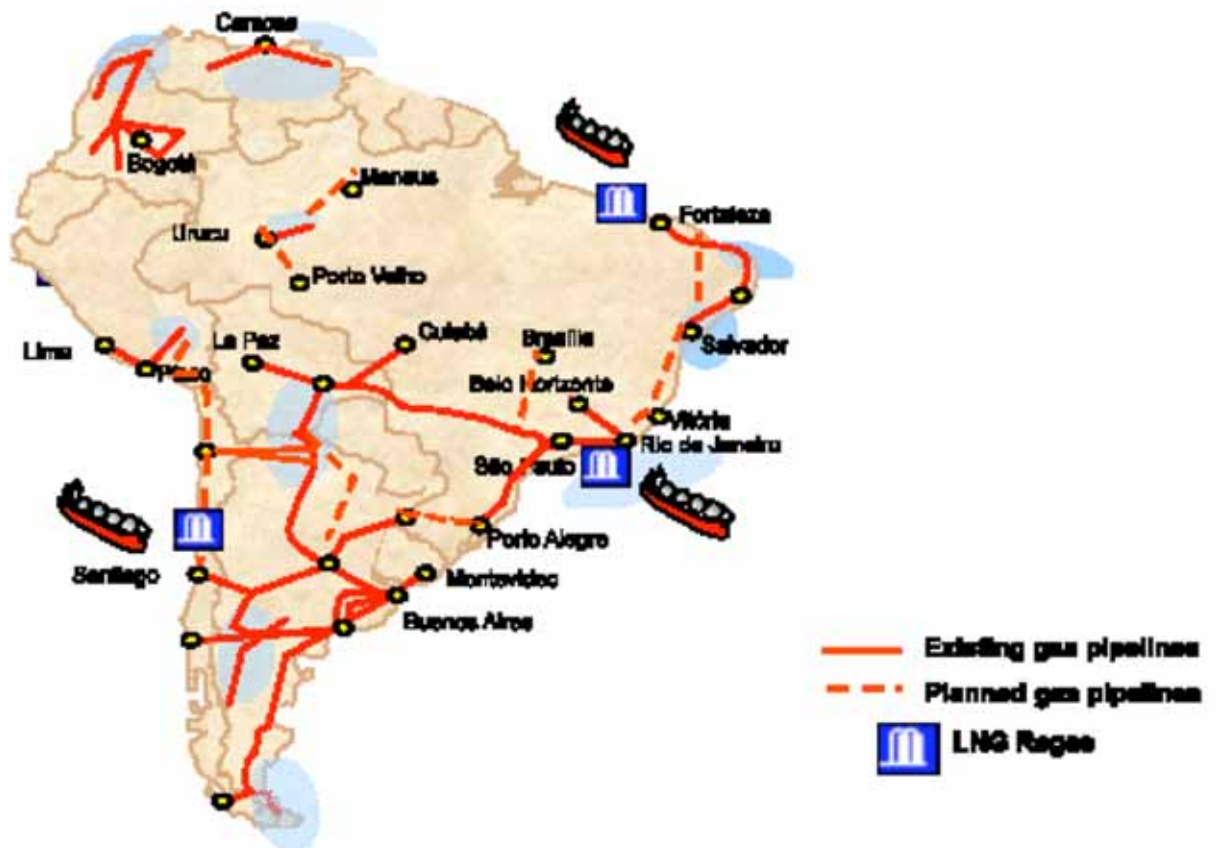 Caracas
Bogotá
Manaus
Urucu
Porto Velho
Fortaleza
Lima
Pisco
La Paz
Cuiabá
Brasília
Salvador
Belo Horizonte
Vitória
Rio de Janeiro
São Paulo
Porto Alegre
Santiago
Montevideo
Buenos Aires
Existing gas pipelines
Planned gas pipelines
LNG Regas